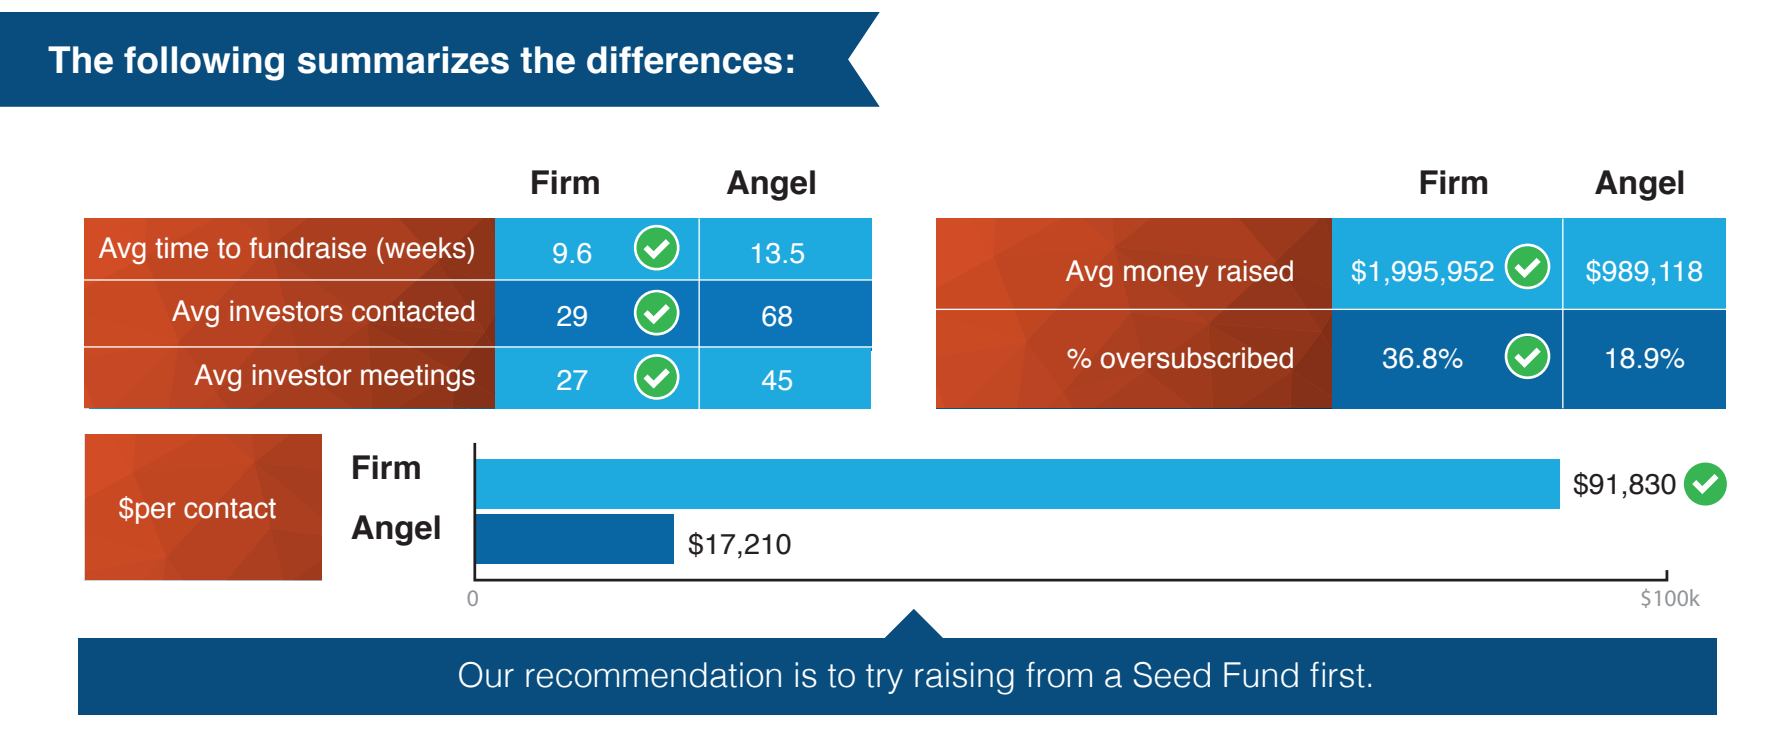 The following summarizes the differences:
Firm Angel
Avg time to fundraise (weeks) 9.6 13.5
Avg investors contacted 29 68
Avg investor meetings 27 45
Firm Angel
Avg money raised $1,995,952 $989,118
% oversubscribed 36.8% 18.9%
$per contact
Firm $91,830
Angel $17,210
0 $100k
Our recommendation is to try raising from a Seed Fund first.